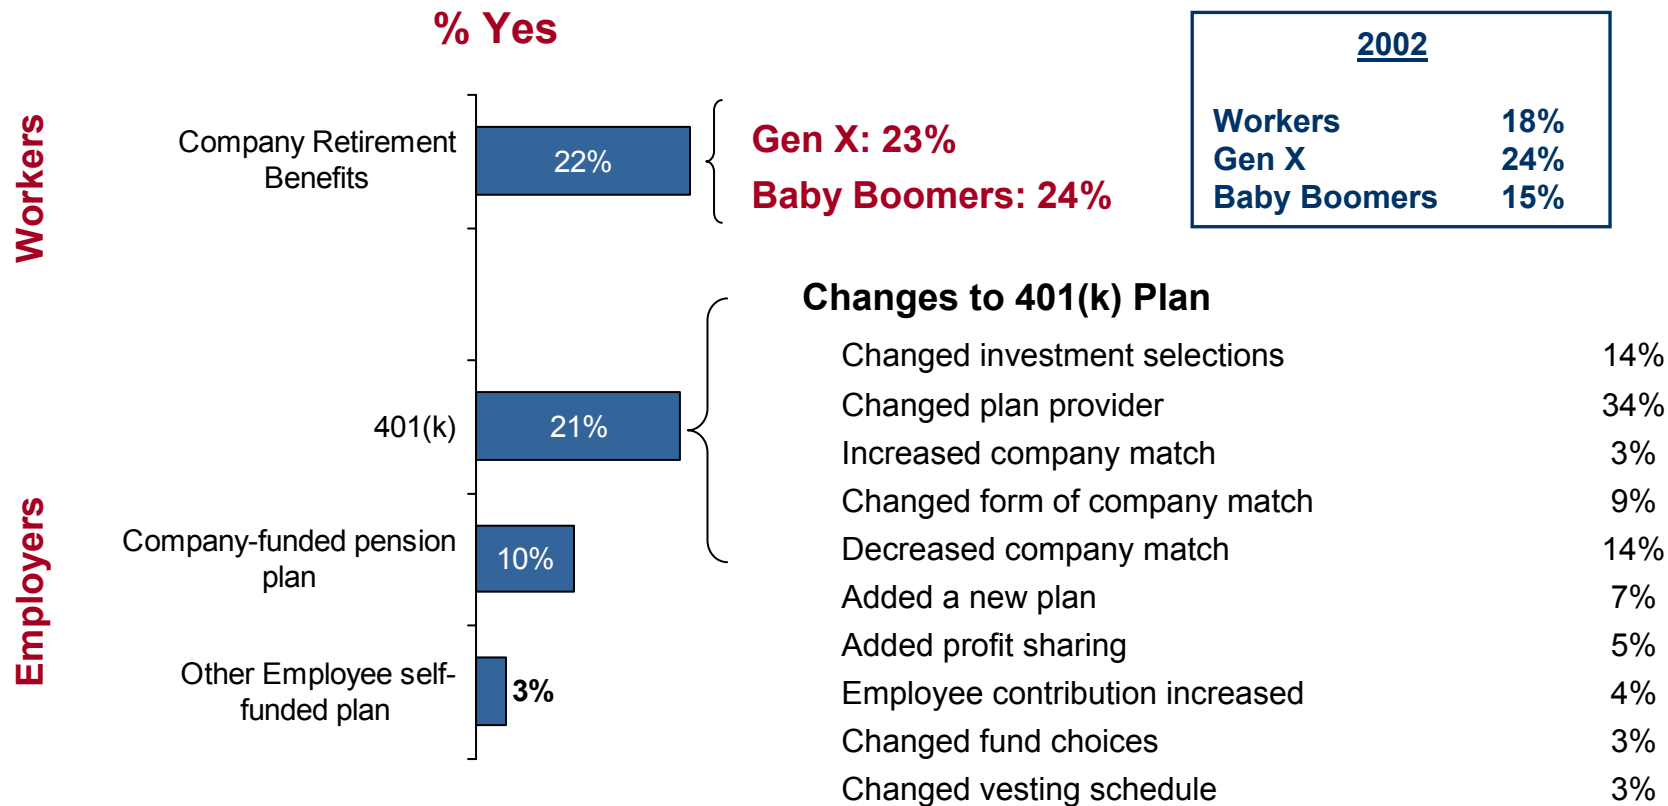 % Yes
2002
Workers 18%
Gen X 24%
Baby Boomers 15%
Workers
Company Retirement
Benefits
22%
Gen X: 23%
Baby Boomers: 24%
Employers
401(k)
21%
Company-funded pension
plan
10%
Other Employee self-
funded plan
3%
Changes to 401(k) Plan
Changed investment selections 14%
Changed plan provider 34%
Increased company match 3%
Changed form of company match 9%
Decreased company match 14%
Added a new plan 7%
Added profit sharing 5%
Employee contribution increased 4%
Changed fund choices 3%
Changed vesting schedule 3%